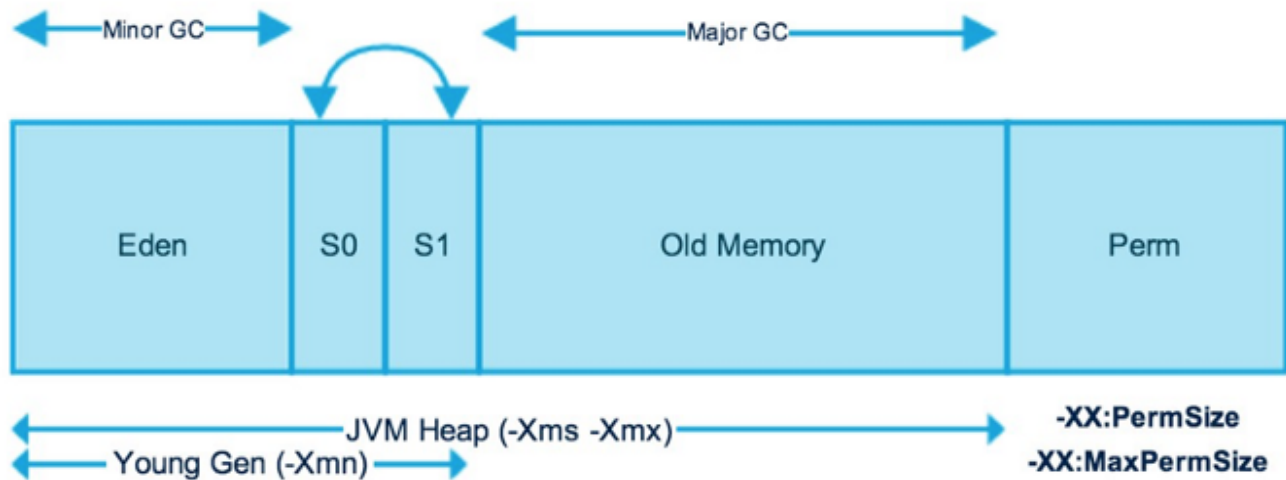 Minor GC
Major GC
Eden
S0
S1
Old Memory
Perm
JVM Heap (-Xms -Xmx)
-XX:PermSize
Young Gen (-Xmn)
-XX:MaxPermSize